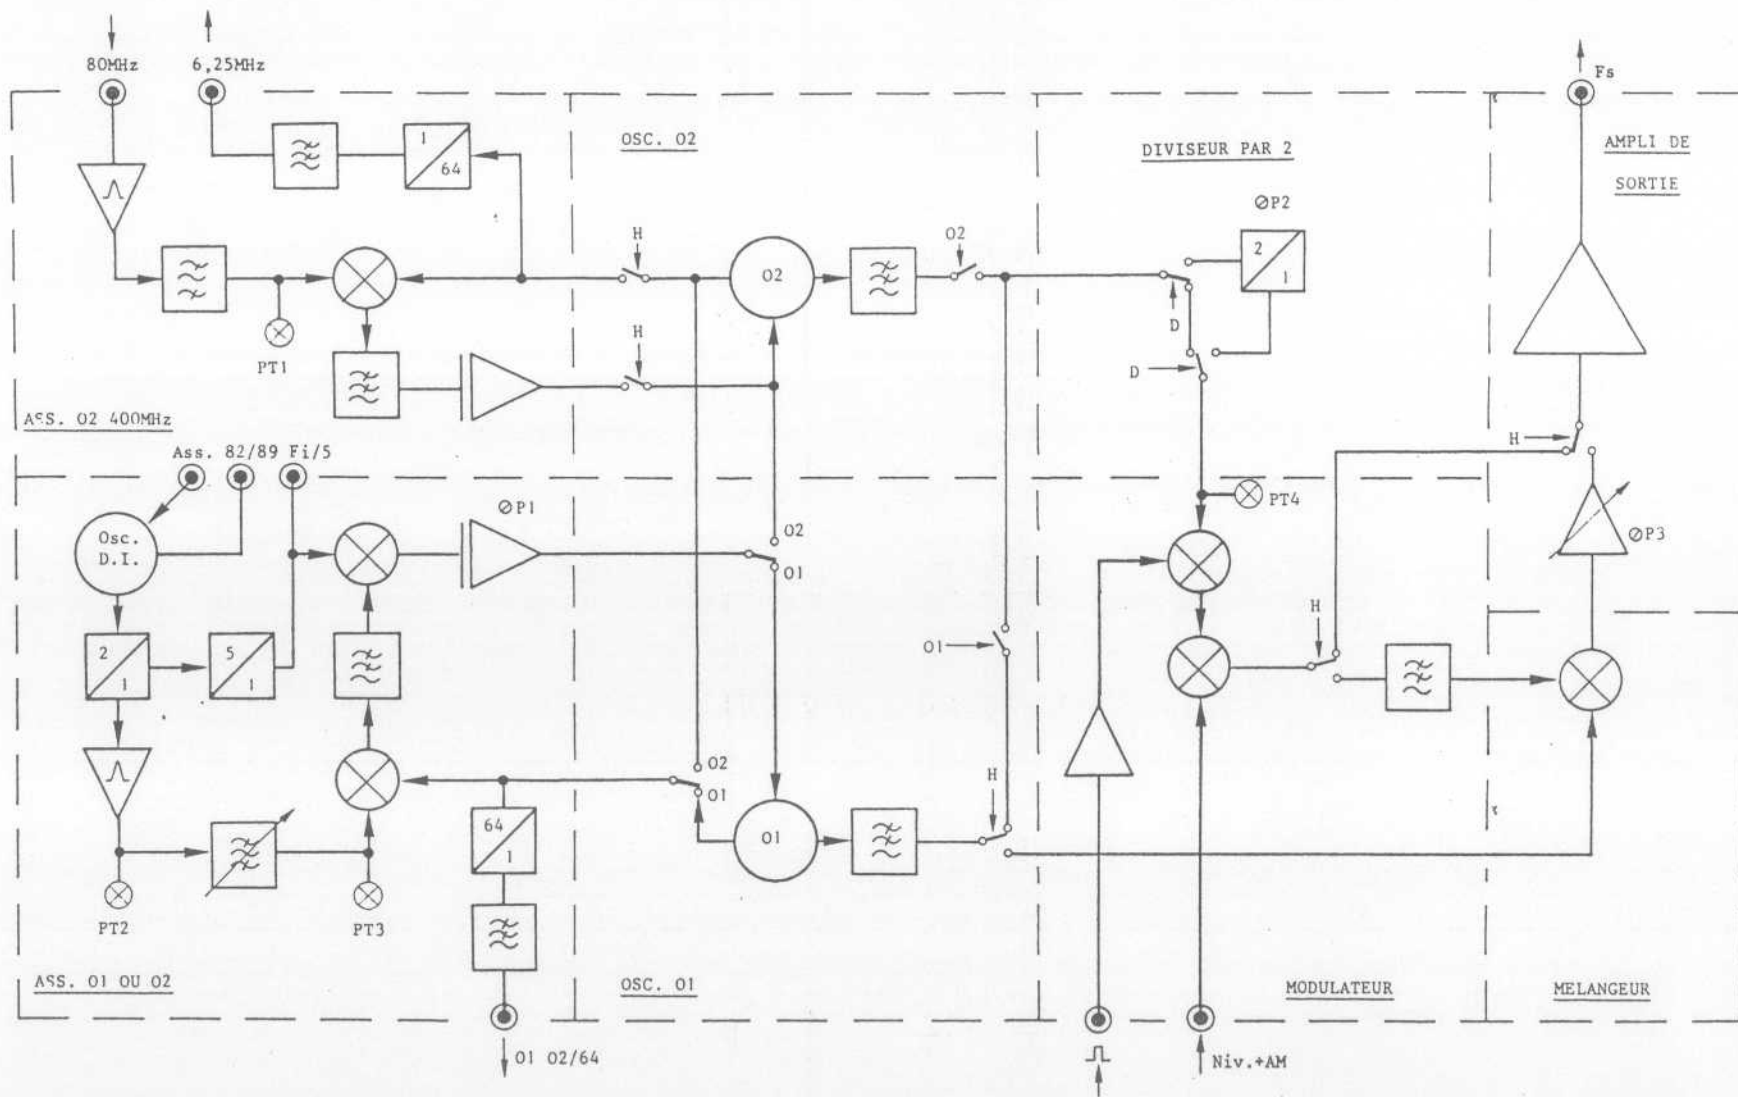 80MHz
6,25MHz
Fs
1
64
OSC. O2
DIVISEUR PAR 2
AMPLI DE
SORTIE
ØP2
2
1
H
O2
O2
D
PT1
H
D
ASS. O2 400MHz
H
Ass. 82/89 Fi/5
PT4
ØP1
Osc.
D.I.
O2
O1
ØP3
2
1
5
1
H
O1
O2
O1
H
64
1
O1
PT2
PT3
ASS. O1 OU O2
OSC. O1
MODULATEUR
MELANGEUR
O1 O2/64
Niv.+AM